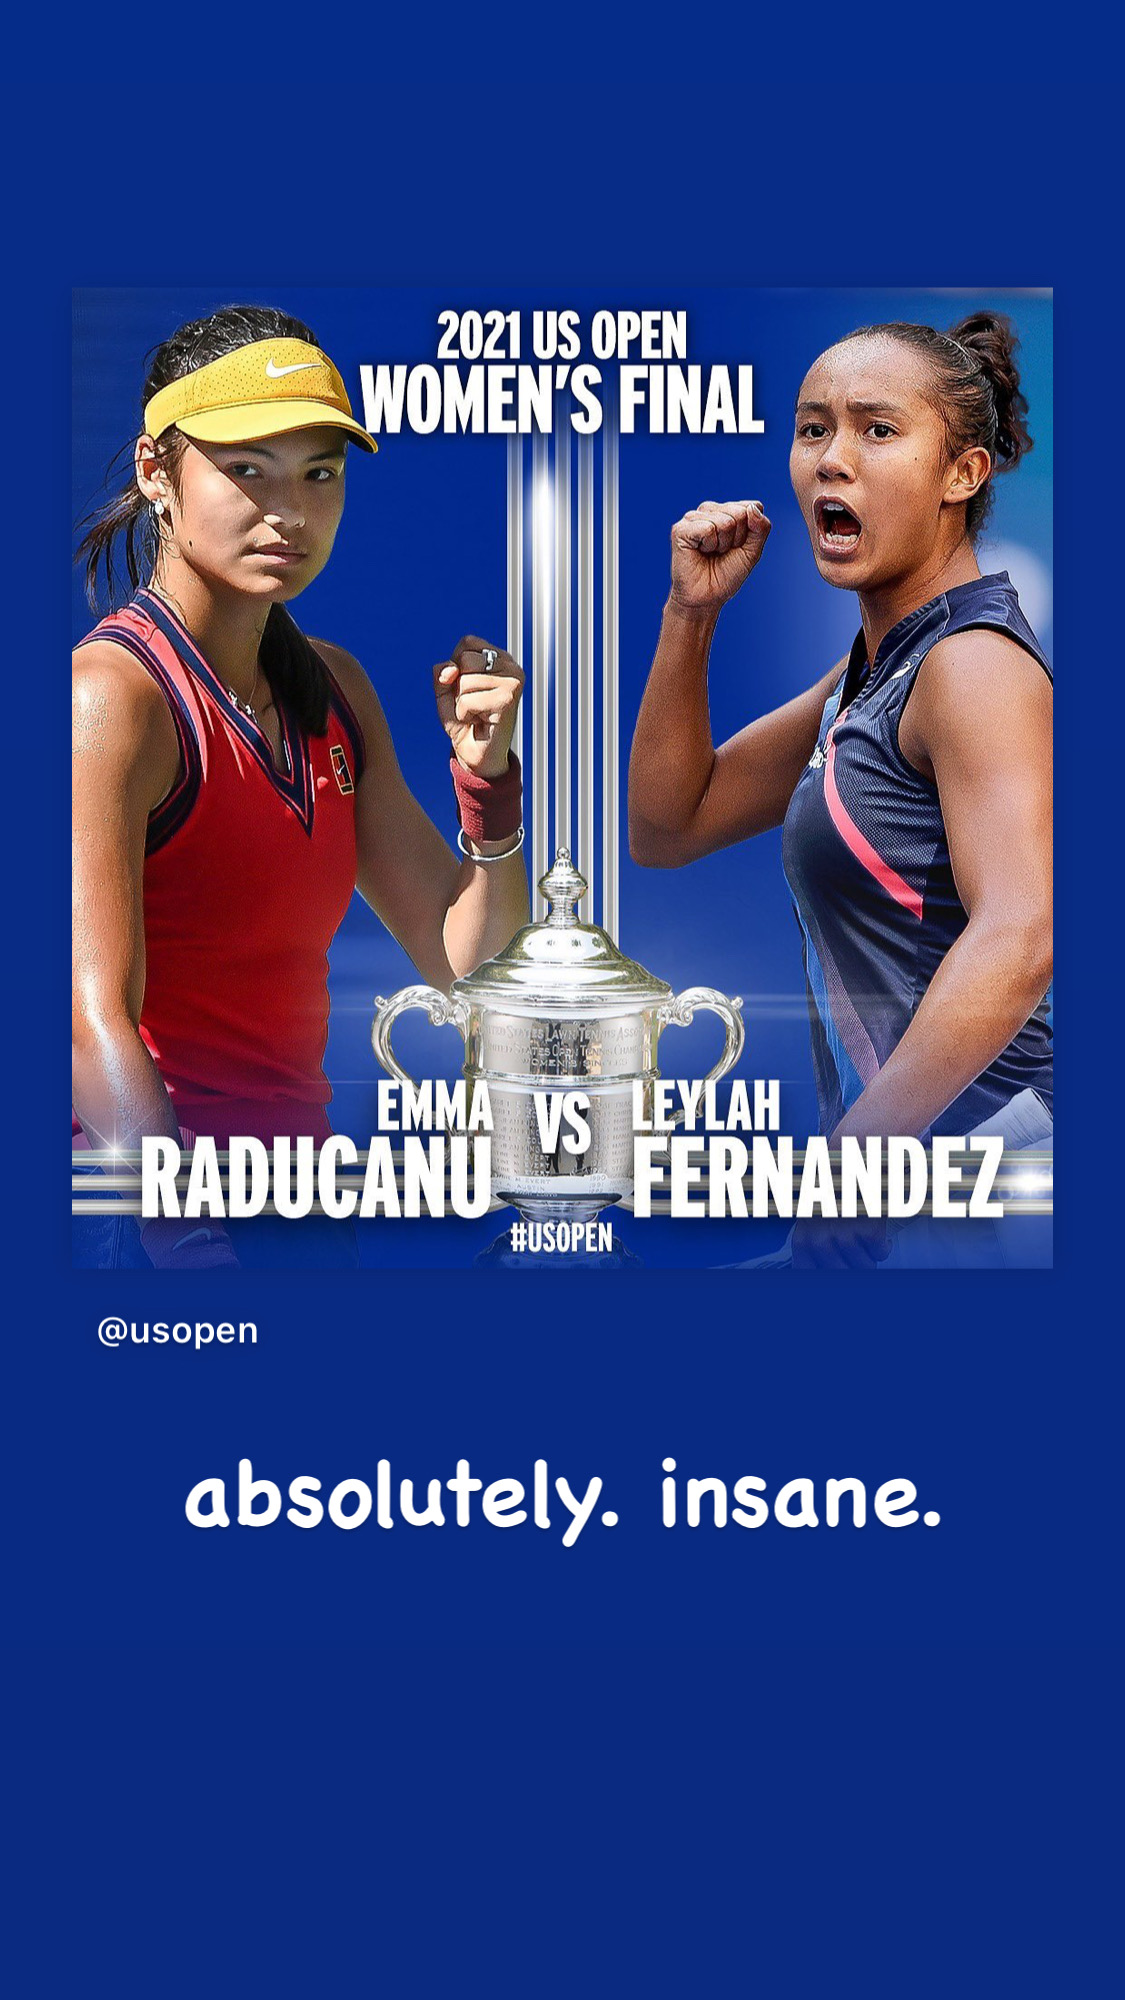 2021 US OPEN
WOMEN'S FINAL
EMMA
RADUCANU
VS
LEYLAH
FERNANDEZ
#USOPEN
@usopen
absolutely. insane.